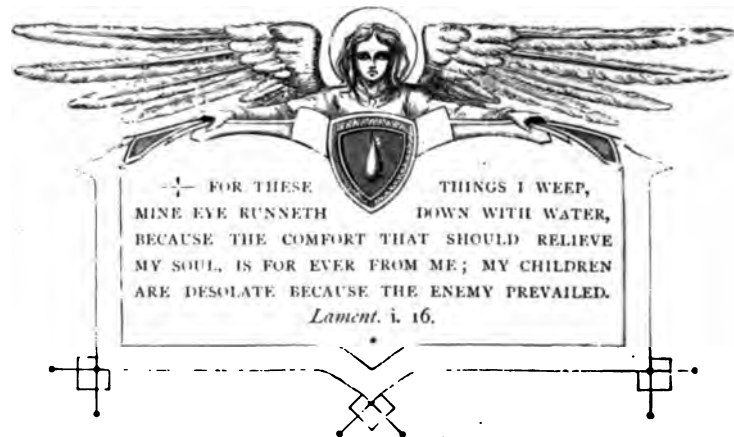 FOR THESE THINGS I WEEP,
MINE EYE RUNNETH DOWN WITH WATER,
BECAUSE THE COMFORT THAT SHOULD RELIEVE
MY SOUL, IS FOR EVER FROM ME; MY CHILDREN
ARE DESOLATE BECAUSE THE ENEMY PREVAILED.
Lament. i. 16.